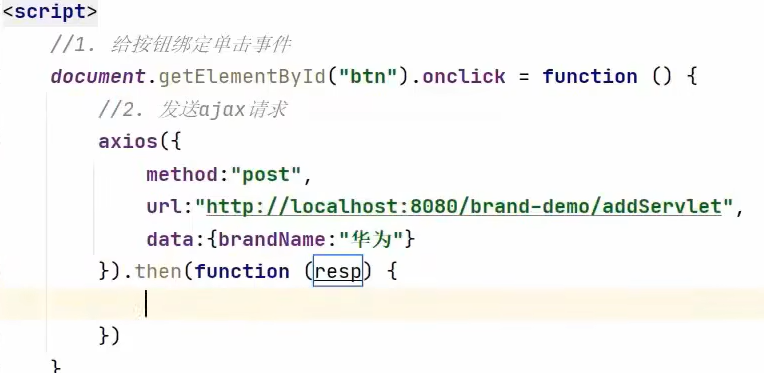 <script>
//1. 给按钮绑定单击事件
document.getElementById("btn").onclick = function () {
//2. 发送ajax请求
axios({
method:"post",
url:"http://localhost:8080/brand-demo/addServlet",
data:{brandName:"华为"}
}).then(function (resp) {
})
}